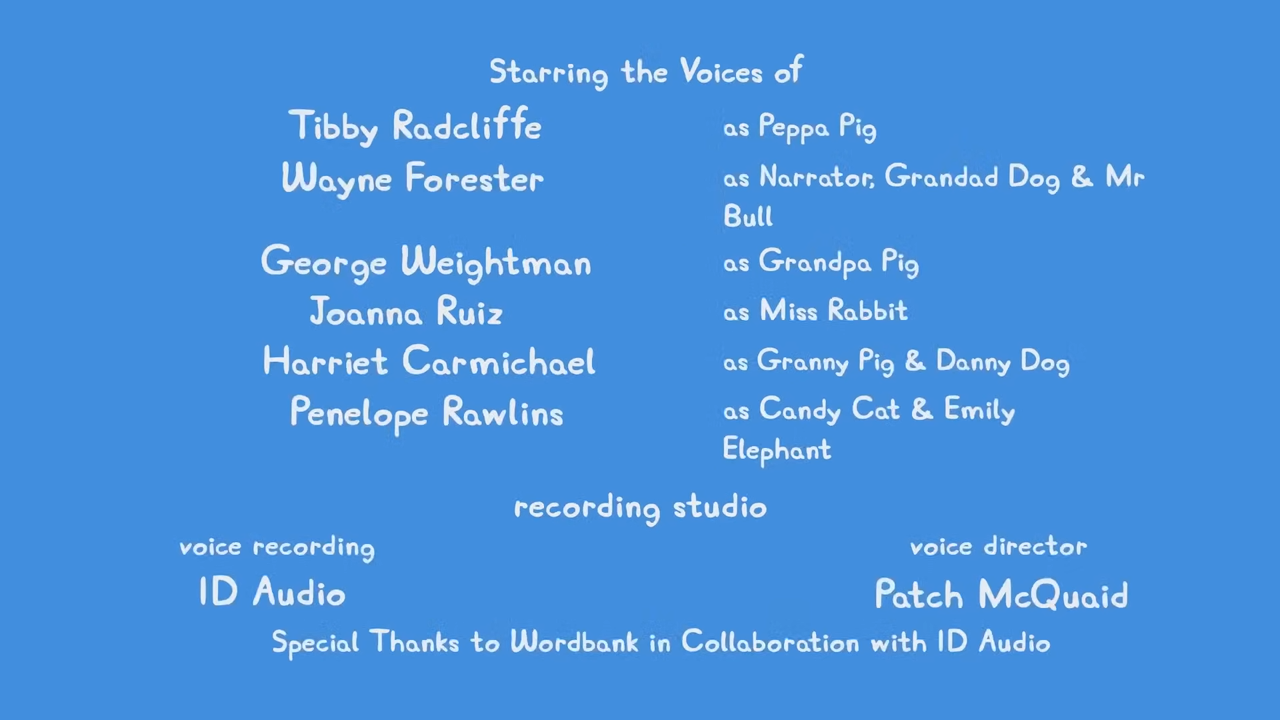 Starring the Voices of
Tibby Radcliffe as Peppa Pig
Wayne Forester as Narrator, Grandad Dog & Mr
Bull
George Weightman as Grandpa Pig
Joanna Ruiz as Miss Rabbit
Harriet Carmichael as Granny Pig & Danny Dog
Penelope Rawlins as Candy Cat & Emily
Elephant
recording studio
voice recording voice director
ID Audio Patch McQuaid
Special Thanks to Wordbank in Collaboration with ID Audio